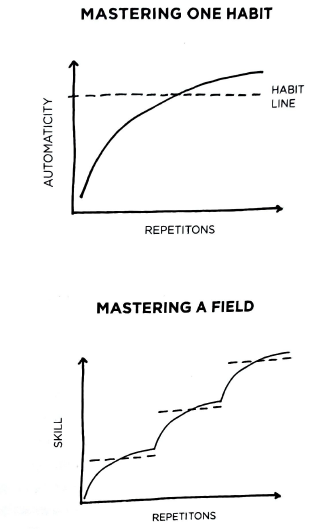 MASTERING ONE HABIT
HABIT
LINE
AUTOMATICITY
REPETITONS
MASTERING A FIELD
SKILL
REPETITONS